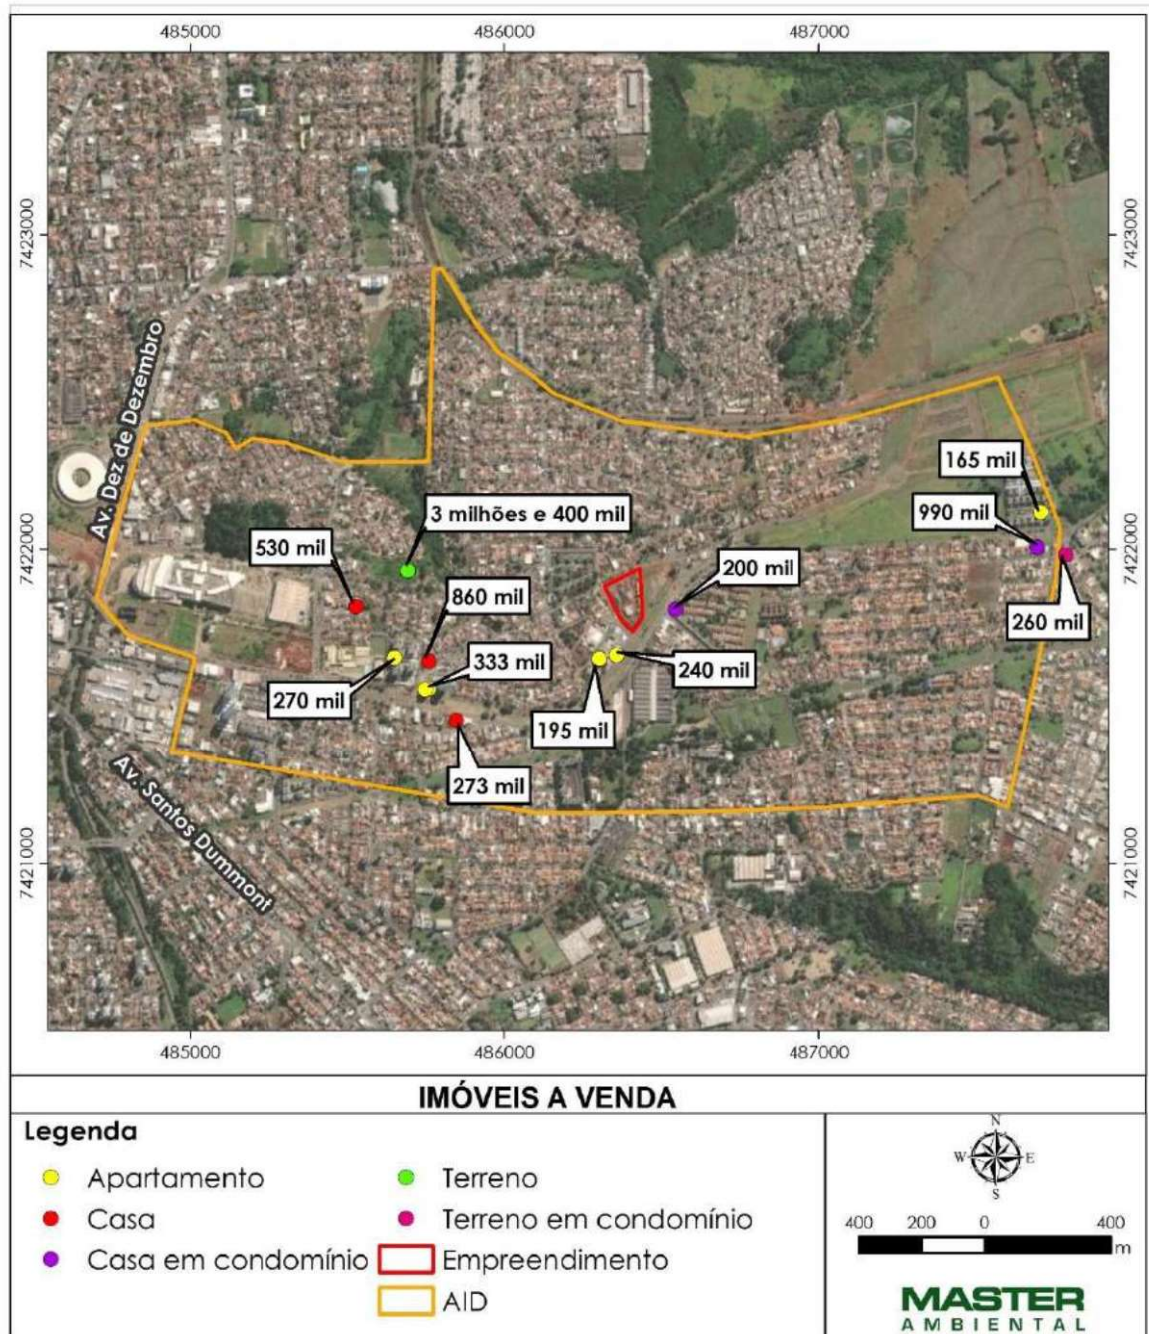 485000 486000 487000
7423000
7423000
Av. Dez de Dezembro
165 mil
990 mil
3 milhões e 400 mil
530 mil
7422000
7422000
200 mil
860 mil
260 mil
333 mil
240 mil
270 mil
195 mil
273 mil
Av. Santos Dummont
7421000
7421000
485000 486000 487000
IMÓVEIS A VENDA
Legenda
Apartamento
Casa
Casa em condomínio
Terreno
Terreno em condomínio
Empreendimento
AID
N
W E
S
400 200 0 400
m
MASTER
AMBIENTAL